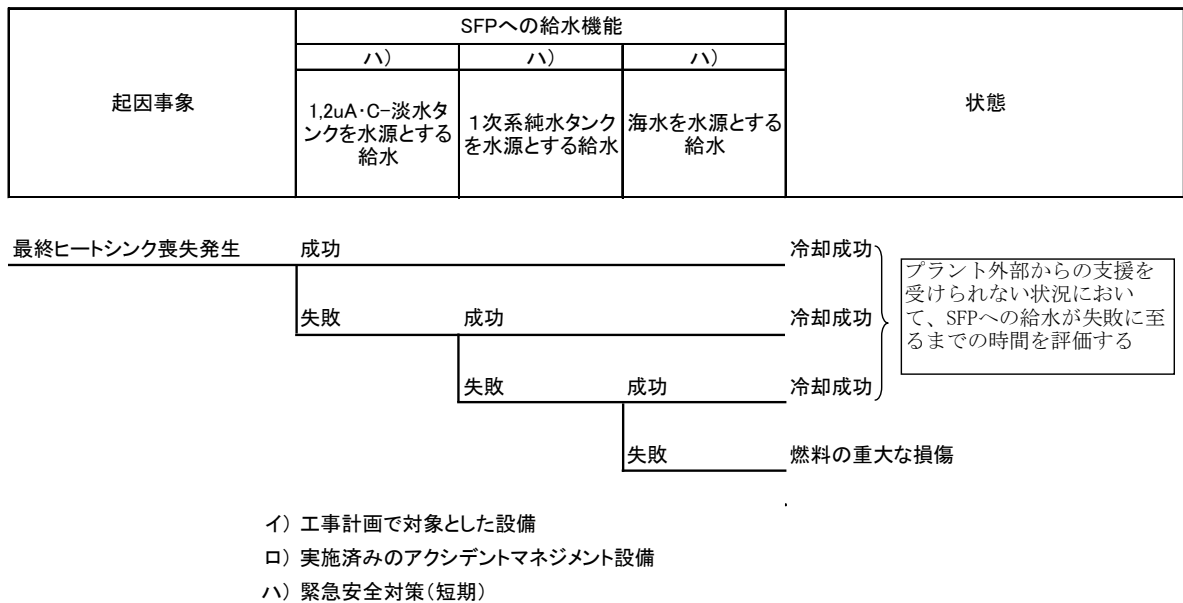 起因事象
SFPへの給水機能
ハ)
ハ)
ハ)
1,2uA・C-淡水タ
ンクを水源とする
給水
1次系純水タンク
を水源とする給水
海水を水源とする
給水
状態
最終ヒートシンク喪失発生
成功
冷却成功
失敗
成功
冷却成功
失敗
成功
冷却成功
失敗
燃料の重大な損傷
プラント外部からの支援を
受けられない状況におい
て、SFPへの給水が失敗に至
るまでの時間を評価する
イ) 工事計画で対象とした設備
ロ) 実施済みのアクシデントマネジメント設備
ハ) 緊急安全対策(短期)